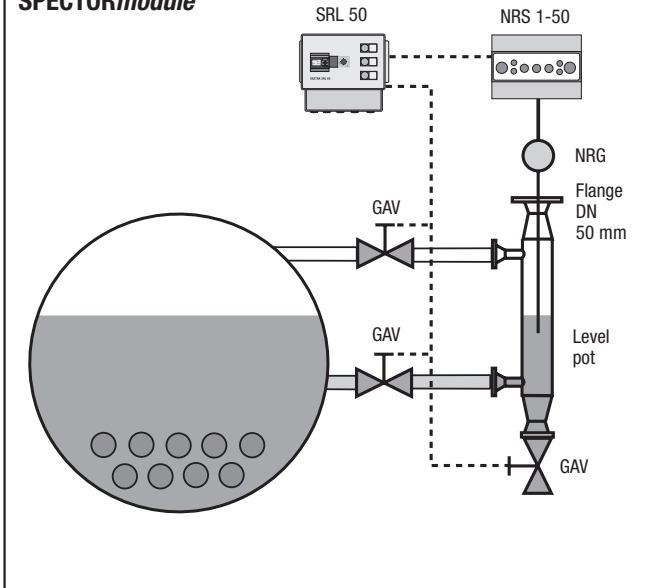 SPECTORmodule
SRL 50
NRS 1-50
NRG
Flange
DN
50 mm
GAV
GAV
Level
pot
GAV